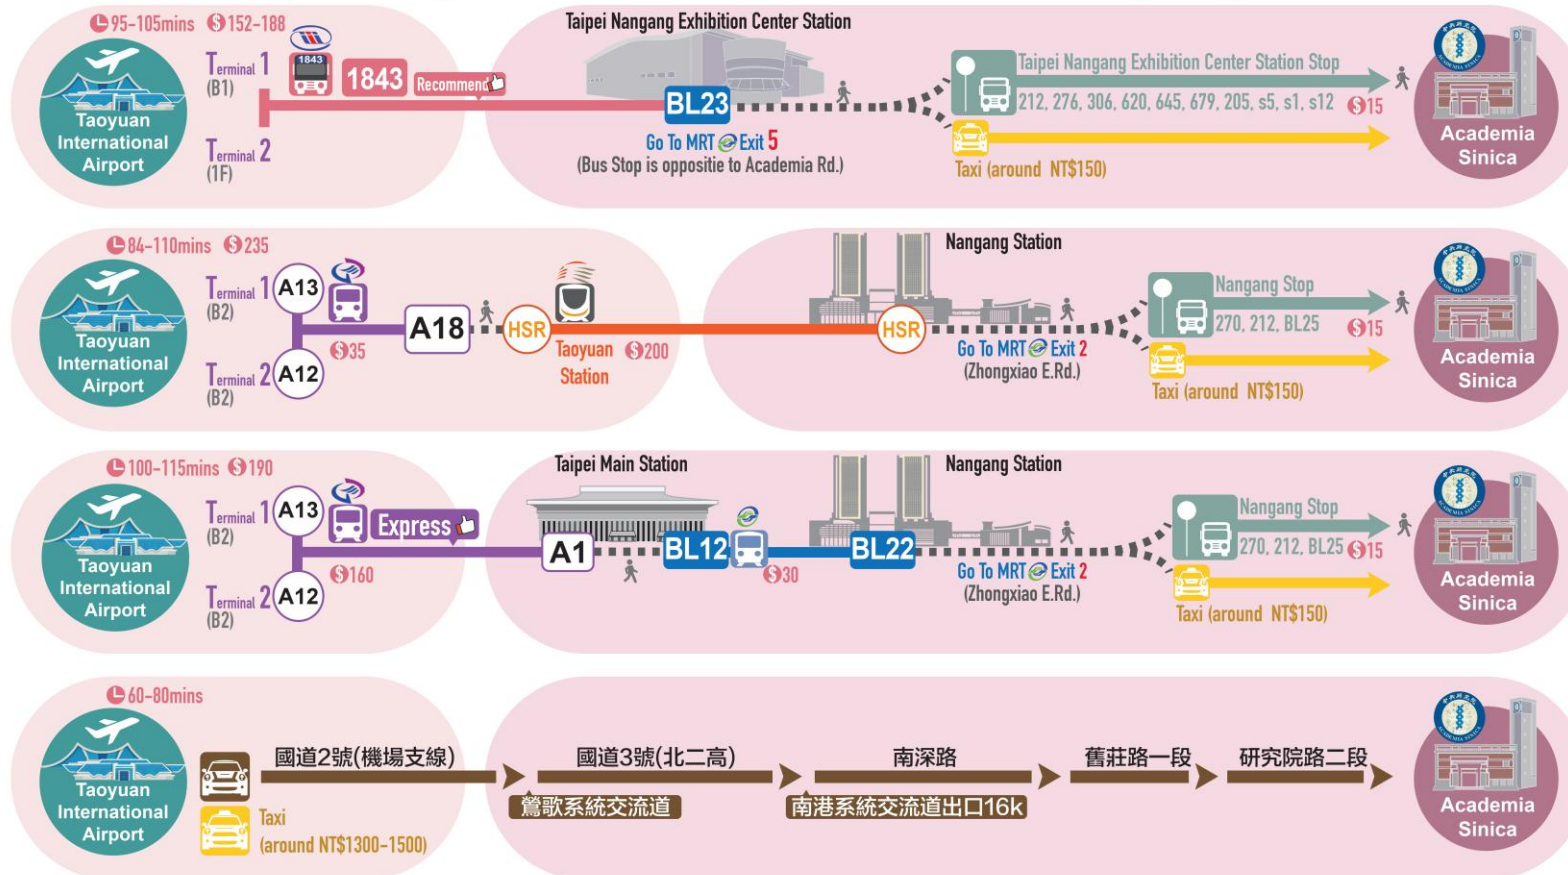 95-105mins $152-188
Taoyuan
International
Airport
Terminal 1
(B1)
Terminal 2
(1F)
1843
1843
Recommend
Taipei Nangang Exhibition Center Station
BL23
Go To MRT Exit 5
(Bus Stop is oppositie to Academia Rd.)
Taipei Nangang Exhibition Center Station Stop
212, 276, 306, 620, 645, 679, 205, s5, s1, s12 $15
Taxi (around NT$150)
ACADEMIA SINICA
Academia
Sinica
84-110mins $235
Taoyuan
International
Airport
Terminal 1
(B2)
A13
Terminal 2
(B2)
A12
$35
A18
HSR
Taoyuan
Station
$200
Nangang Station
HSR
Go To MRT Exit 2
(Zhongxiao E.Rd.)
Nangang Stop
270, 212, BL25 $15
Taxi (around NT$150)
ACADEMIA SINICA
Academia
Sinica
100-115mins $190
Taoyuan
International
Airport
Terminal 1
(B2)
A13
Terminal 2
(B2)
A12
Express
$160
Taipei Main Station
A1
BL12
$30
Nangang Station
BL22
Go To MRT Exit 2
(Zhongxiao E.Rd.)
Nangang Stop
270, 212, BL25 $15
Taxi (around NT$150)
ACADEMIA SINICA
Academia
Sinica
60-80mins
Taoyuan
International
Airport
Taxi
(around NT$1300-1500)
國道2號(機場支線)
鶯歌系統交流道
國道3號(北二高)
南港系統交流道出口16k
南深路
舊莊路一段
研究院路二段
ACADEMIA SINICA
Academia
Sinica